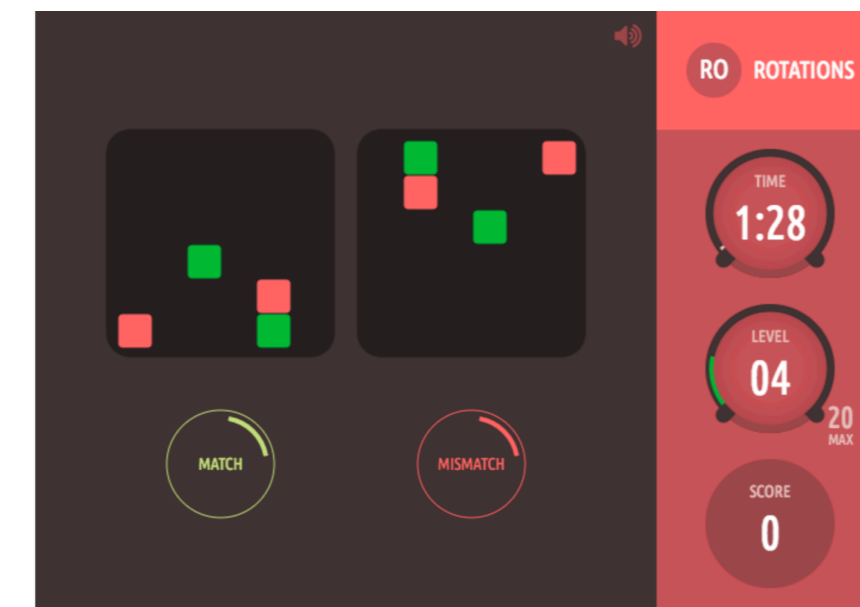 RO ROTATIONS
TIME
1:28
LEVEL
04
20
MAX
MATCH
MISMATCH
SCORE
0